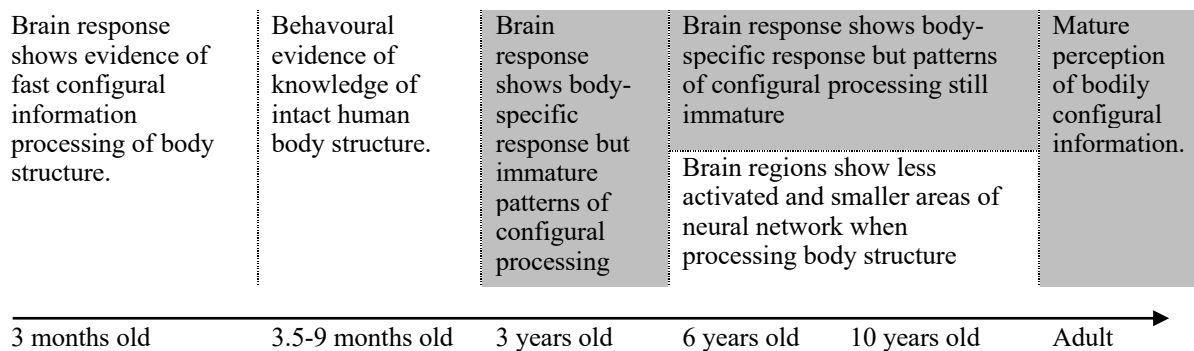 Brain response
shows evidence of
fast configural
information
processing of body
structure.
Behavoural
evidence of
knowledge of
intact human
body structure.
Brain
response
shows body-
specific
response but
immature
patterns of
configural
processing
Brain response shows body-
specific response but patterns
of configural processing still
immature
Brain regions show less
activated and smaller areas of
neural network when
processing body structure
Mature
perception
of bodily
configural
information.
3 months old
3.5-9 months old
3 years old
6 years old
10 years old
Adult